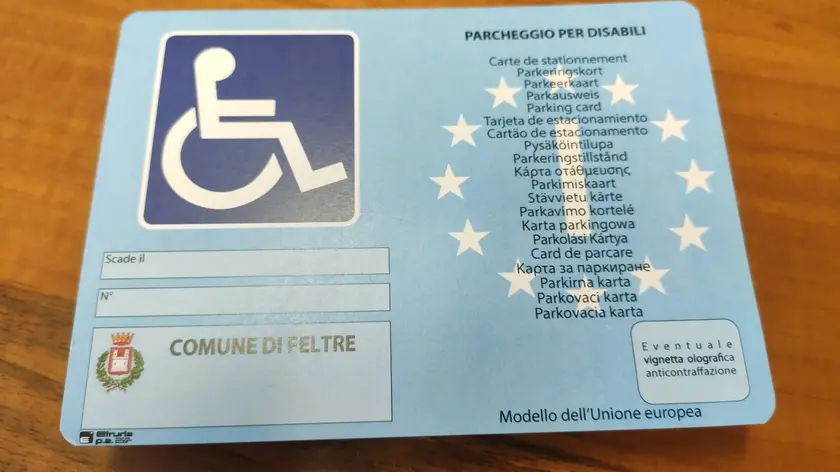 Scade il
N°
COMUNE DI FELTRE
Etruria
p.a.
PARCHEGGIO PER DISABILI
Carte de stationnement
Parkeringskort
Parkeerkaart
Parkausweis
Parking card
Tarjeta de estacionamiento
Cartão de estacionamento
Pysäköintilupa
Parkeringstillstånd
Κάρτα στάθμευσης
Parkimiskaart
Stāvvietu kārte
Parkavimo kortelé
Karta parkingowa
Parkolási Kártya
Card de parcare
Карта за паркиране
Parkirna karta
Parkovaci karta
Parkovacia karta
I
Eventuale
vignetta olografica
anticontraffazione
Modello dell'Unione europea